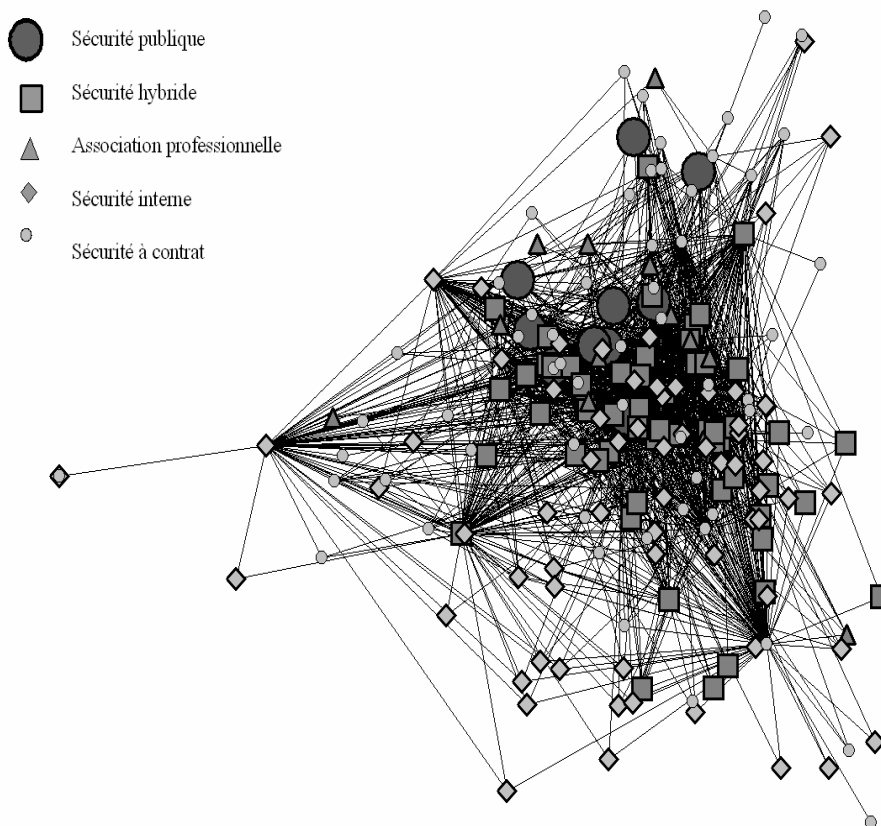 Sécurité publique
Sécurité hybride
Association professionnelle
Sécurité interne
Sécurité à contrat